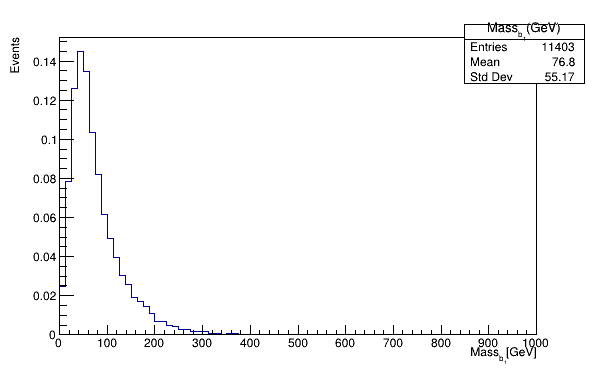 Mass_b_1(GeV)
Entries 11403
Mean 76.8
Std Dev 55.17
Events
0.14
0.12
0.1
0.08
0.06
0.04
0.02
0
0 100 200 300 400 500 600 700 800 900 1000
Mass_b_1[GeV]